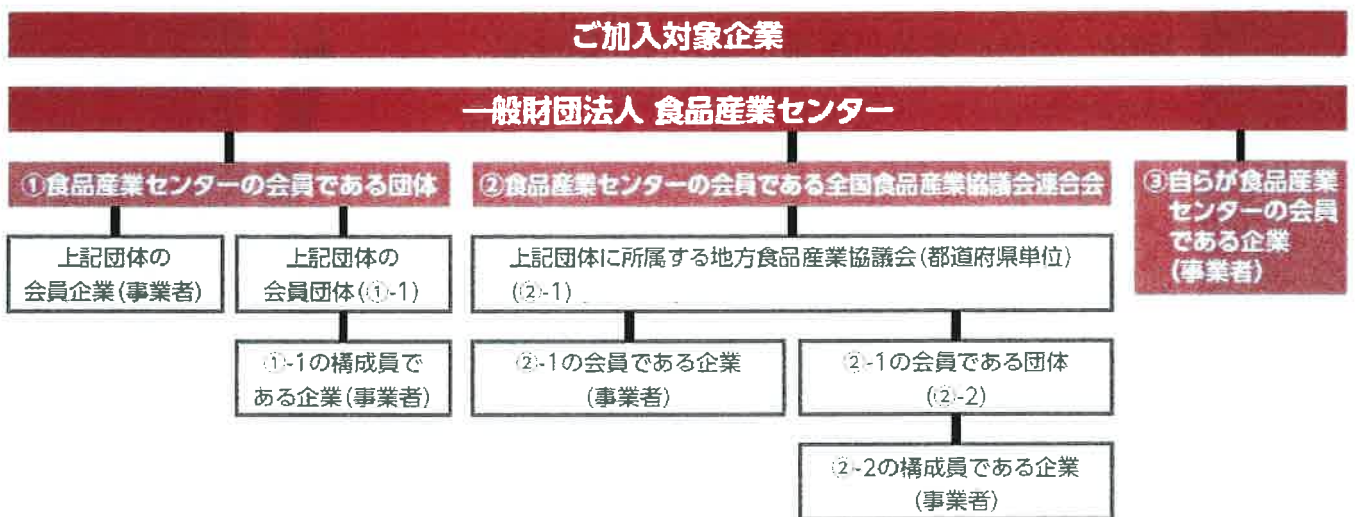 ご加入対象企業
一般財団法人 食品産業センター
①食品産業センターの会員である団体
上記団体の
会員企業(事業者)
上記団体の
会員団体(①-1)
①-1の構成員で
ある企業(事業者)
②食品産業センターの会員である全国食品産業協議会連合会
上記団体に所属する地方食品産業協議会(都道府県単位)
(②-1)
②-1の会員である企業
(事業者)
②-1の会員である団体
(②-2)
②-2の構成員である企業
(事業者)
③自らが食品産業
センターの会員
である企業
(事業者)